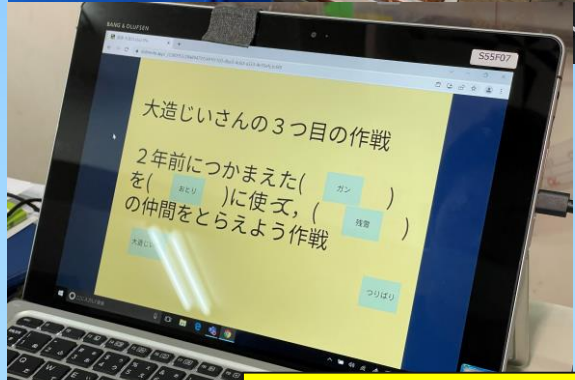 BANG & OLUFSEN
S55F07
大造じいさんの3つ目の作戦
2年前につかまえた( ガン )
を( おとり )に使って,( 残雪 )
の仲間をとらえよう作戦
大造じい
つりばり